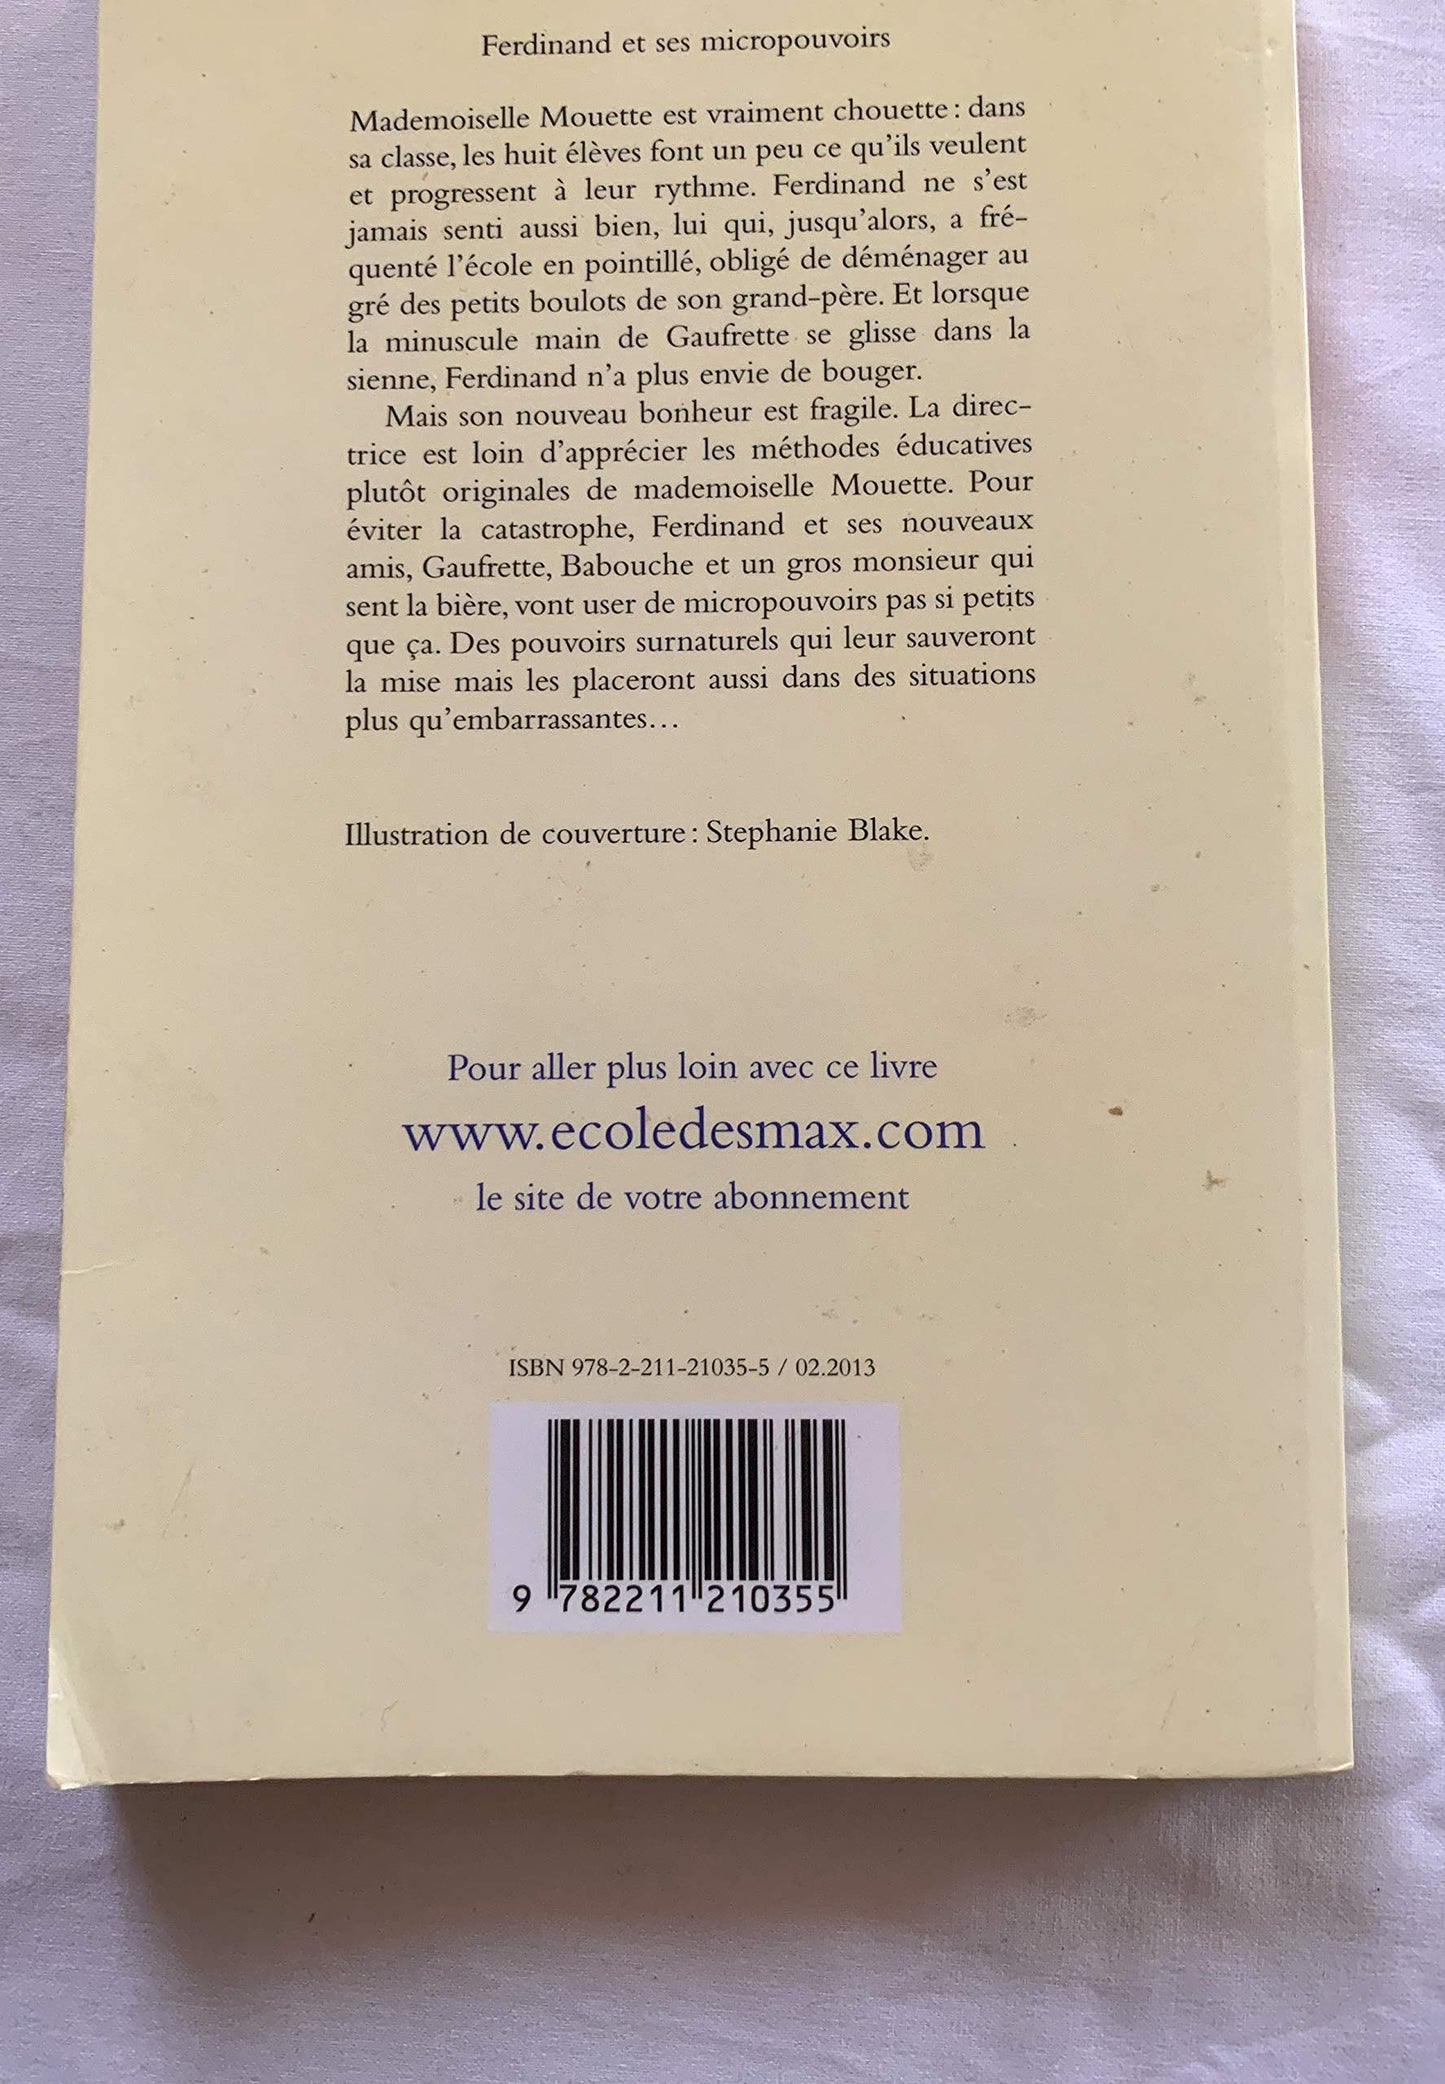 Ferdinand et ses micropouvoirs
Mademoiselle Mouette est vraiment chouette : dans
sa classe, les huit élèves font un peu ce qu'ils veulent
et progressent à leur rythme. Ferdinand ne s'est
jamais senti aussi bien, lui qui, jusqu'alors, a fré-
quenté l'école en pointillé, obligé de déménager au
gré des petits boulots de son grand-père. Et lorsque
la minuscule main de Gaufrette se glisse dans la
sienne, Ferdinand n'a plus envie de bouger.
Mais son nouveau bonheur est fragile. La direc-
trice est loin d'apprécier les méthodes éducatives
plutôt originales de mademoiselle Mouette. Pour
éviter la catastrophe, Ferdinand et ses nouveaux
amis, Gaufrette, Babouche et un gros monsieur qui
sent la bière, vont user de micropouvoirs pas si petits
que ça. Des pouvoirs surnaturels qui leur sauveront
la mise mais les placeront aussi dans des situations
plus qu'embarrassantes…
Illustration de couverture : Stephanie Blake.
Pour aller plus loin avec ce livre
www.ecoledesmax.com
le site de votre abonnement
ISBN 978-2-211-21035-5 / 02.2013
9 782211 210355